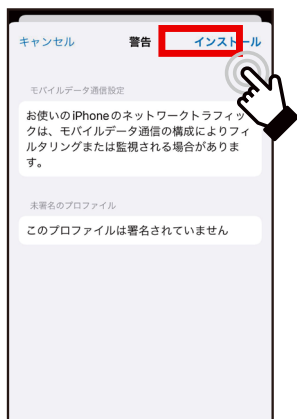 キャンセル 警告 インストール
モバイルデータ通信設定
お使いのiPhoneのネットワークトラフィッ
クは、モバイルデータ通信の構成によりフィ
ルタリングまたは監視される場合がありま
す。
未署名のプロファイル
このプロファイルは署名されていません